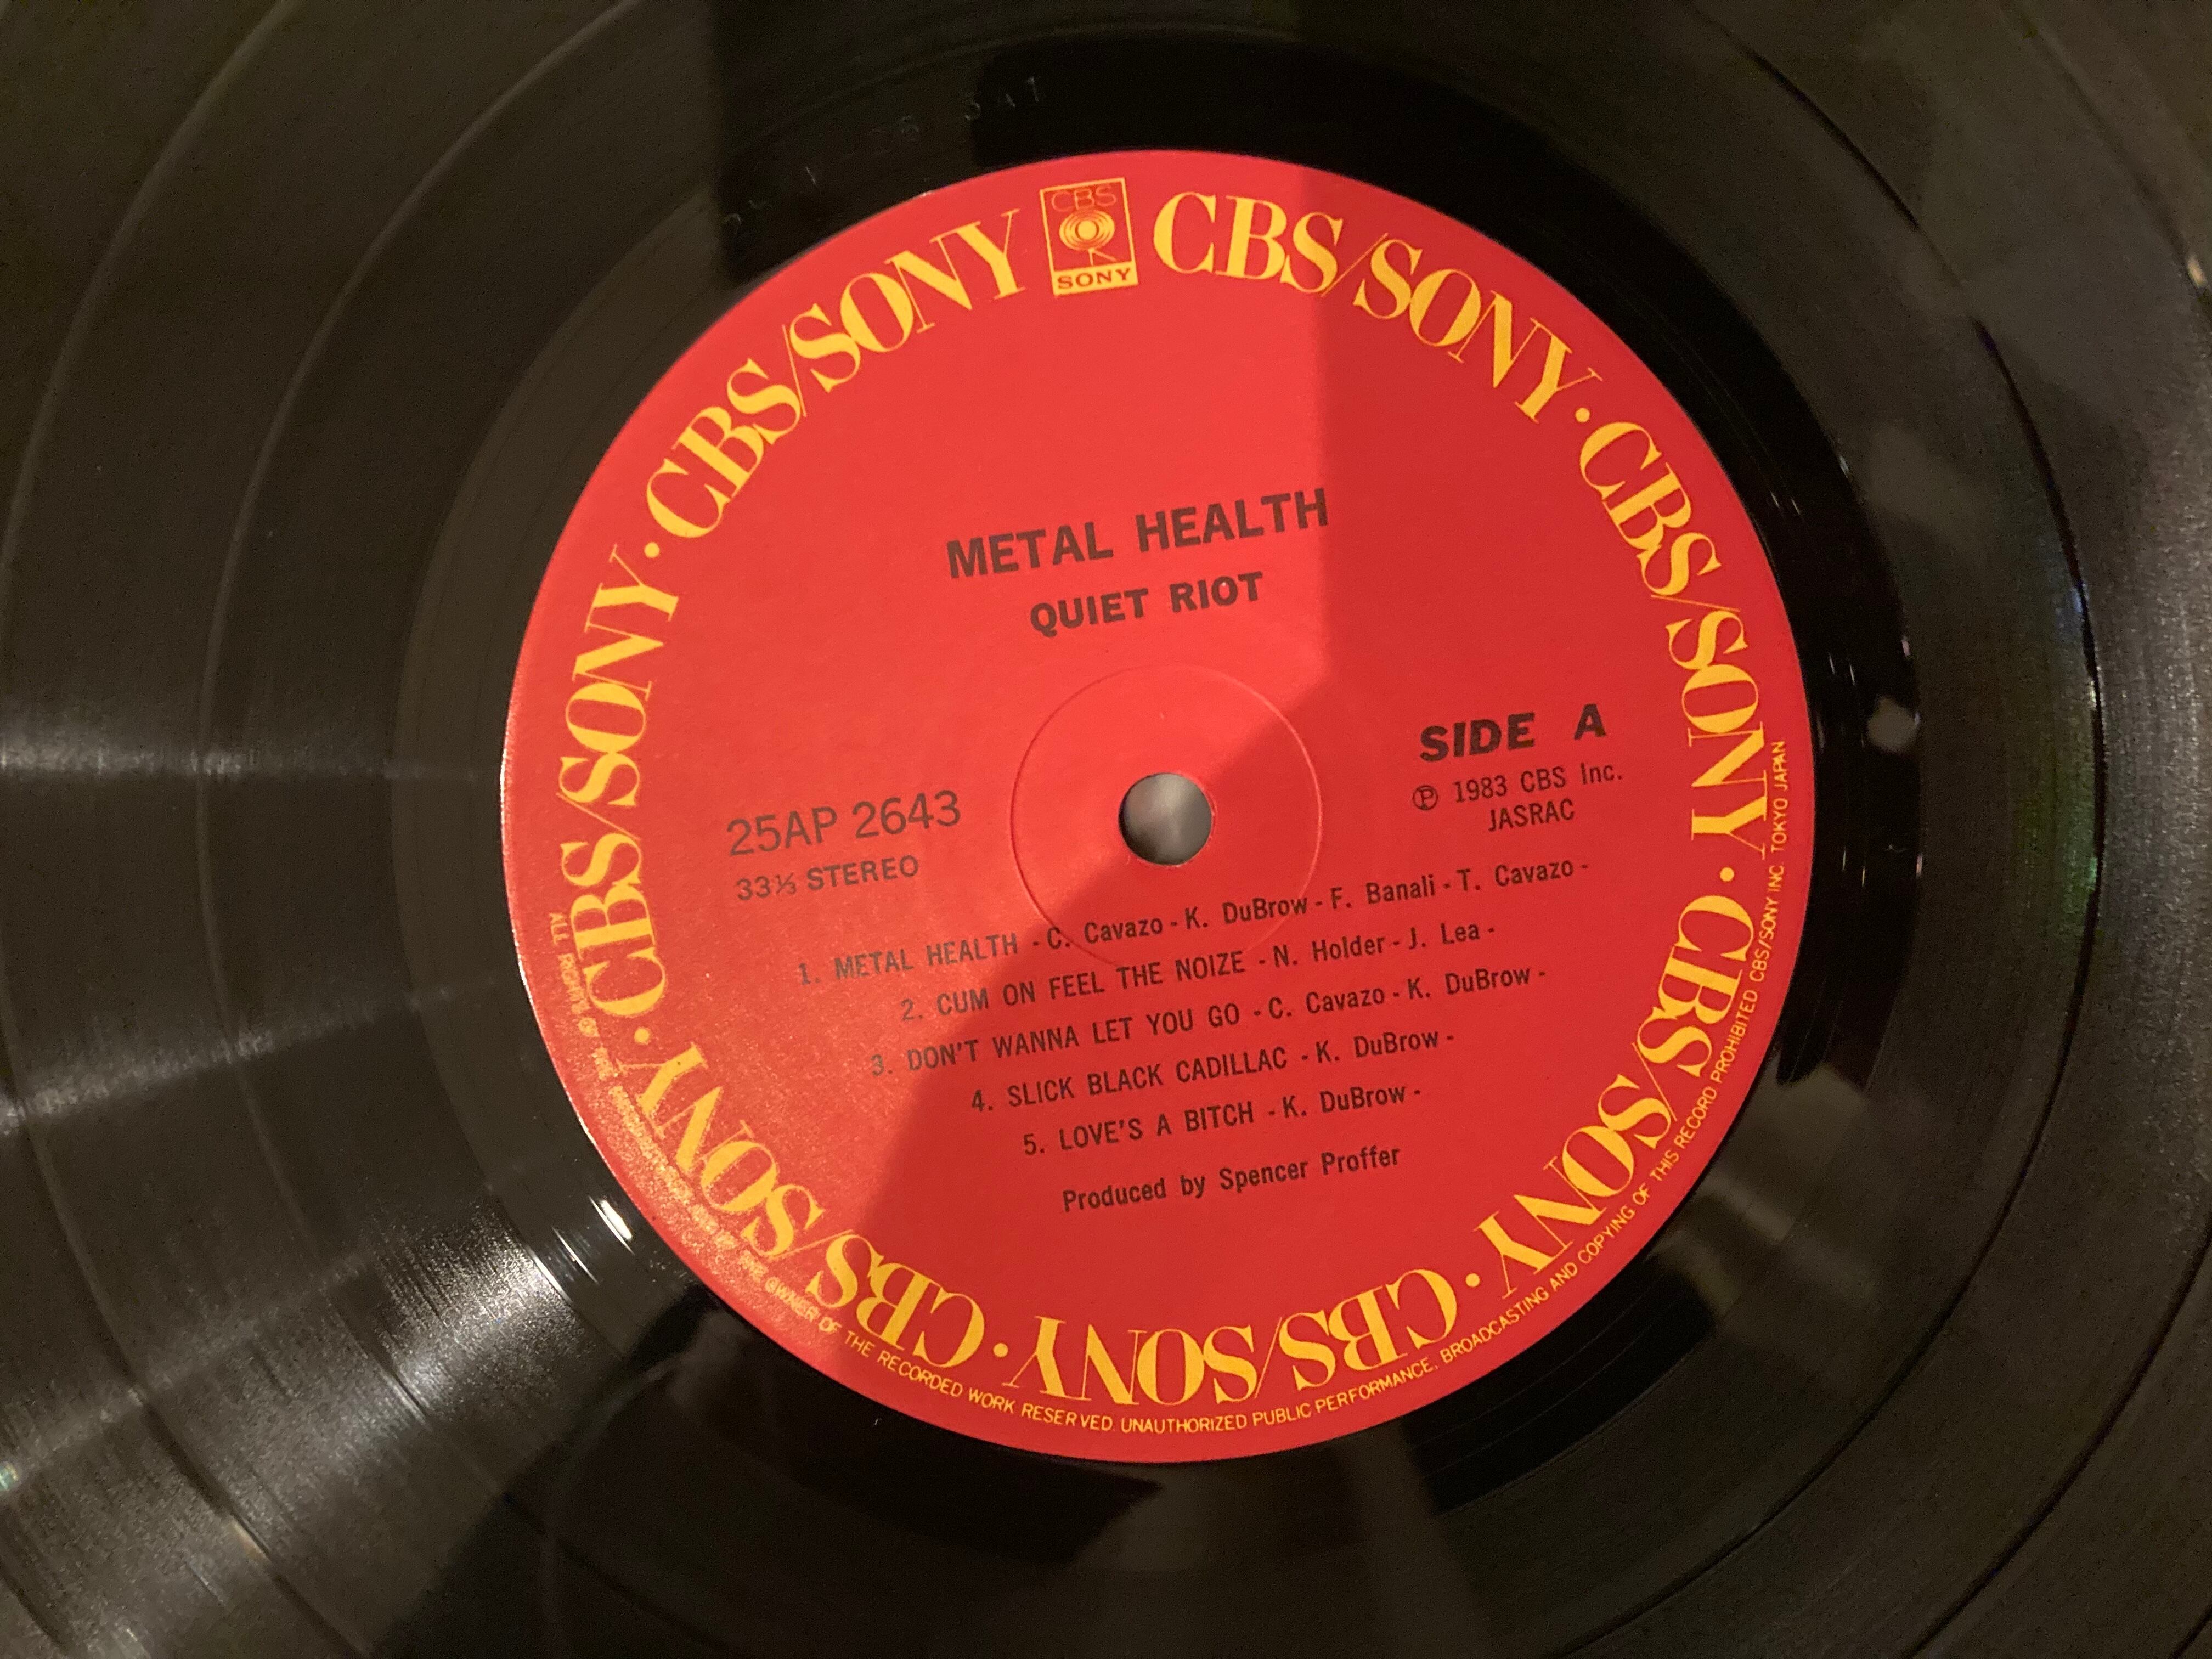 CBS
SONY
CBS/SONY · CBS/SONY · CBS/SONY · CBS/SONY · CBS/SONY · CBS/SONY · CBS/SONY · CBS/SONY · CBS/SONY
METAL HEALTH
QUIET RIOT
SIDE A
Ⓟ 1983 CBS Inc.
JASRAC
25AP 2643
33⅓ STEREO
1. METAL HEALTH - C. Cavazo - K. DuBrow - F. Banali - T. Cavazo -
2. CUM ON FEEL THE NOIZE - N. Holder - J. Lea -
3. DON'T WANNA LET YOU GO - C. Cavazo - K. DuBrow -
4. SLICK BLACK CADILLAC - K. DuBrow -
5. LOVE'S A BITCH - K. DuBrow -
Produced by Spencer Proffer
ALL RIGHTS OF THE OWNER OF THE RECORDED WORK RESERVED. UNAUTHORIZED PUBLIC PERFORMANCE, BROADCASTING AND COPYING OF THIS RECORD PROHIBITED CBS/SONY INC. TOKYO JAPAN